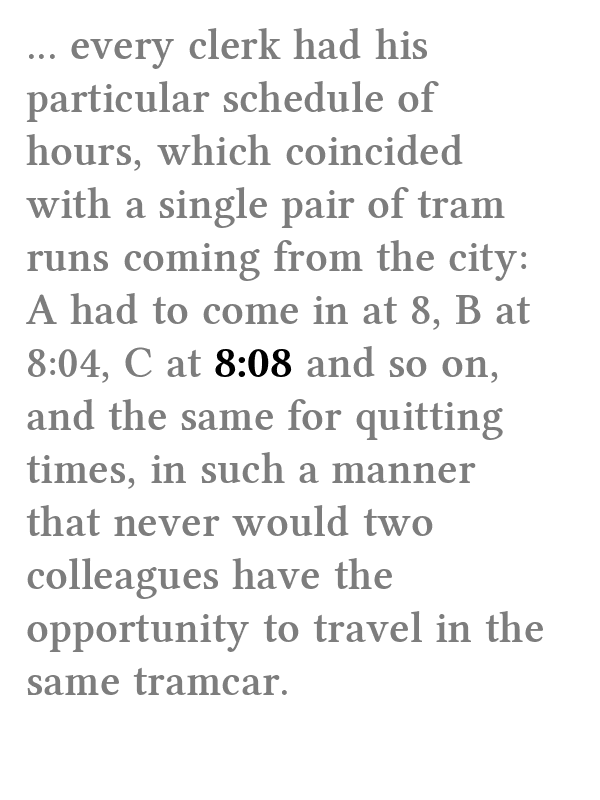 ... every clerk had his
particular schedule of
hours, which coincided
with a single pair of tram
runs coming from the city:
A had to come in at 8, B at
8:04, C at 8:08 and so on,
and the same for quitting
times, in such a manner
that never would two
colleagues have the
opportunity to travel in the
same tramcar.